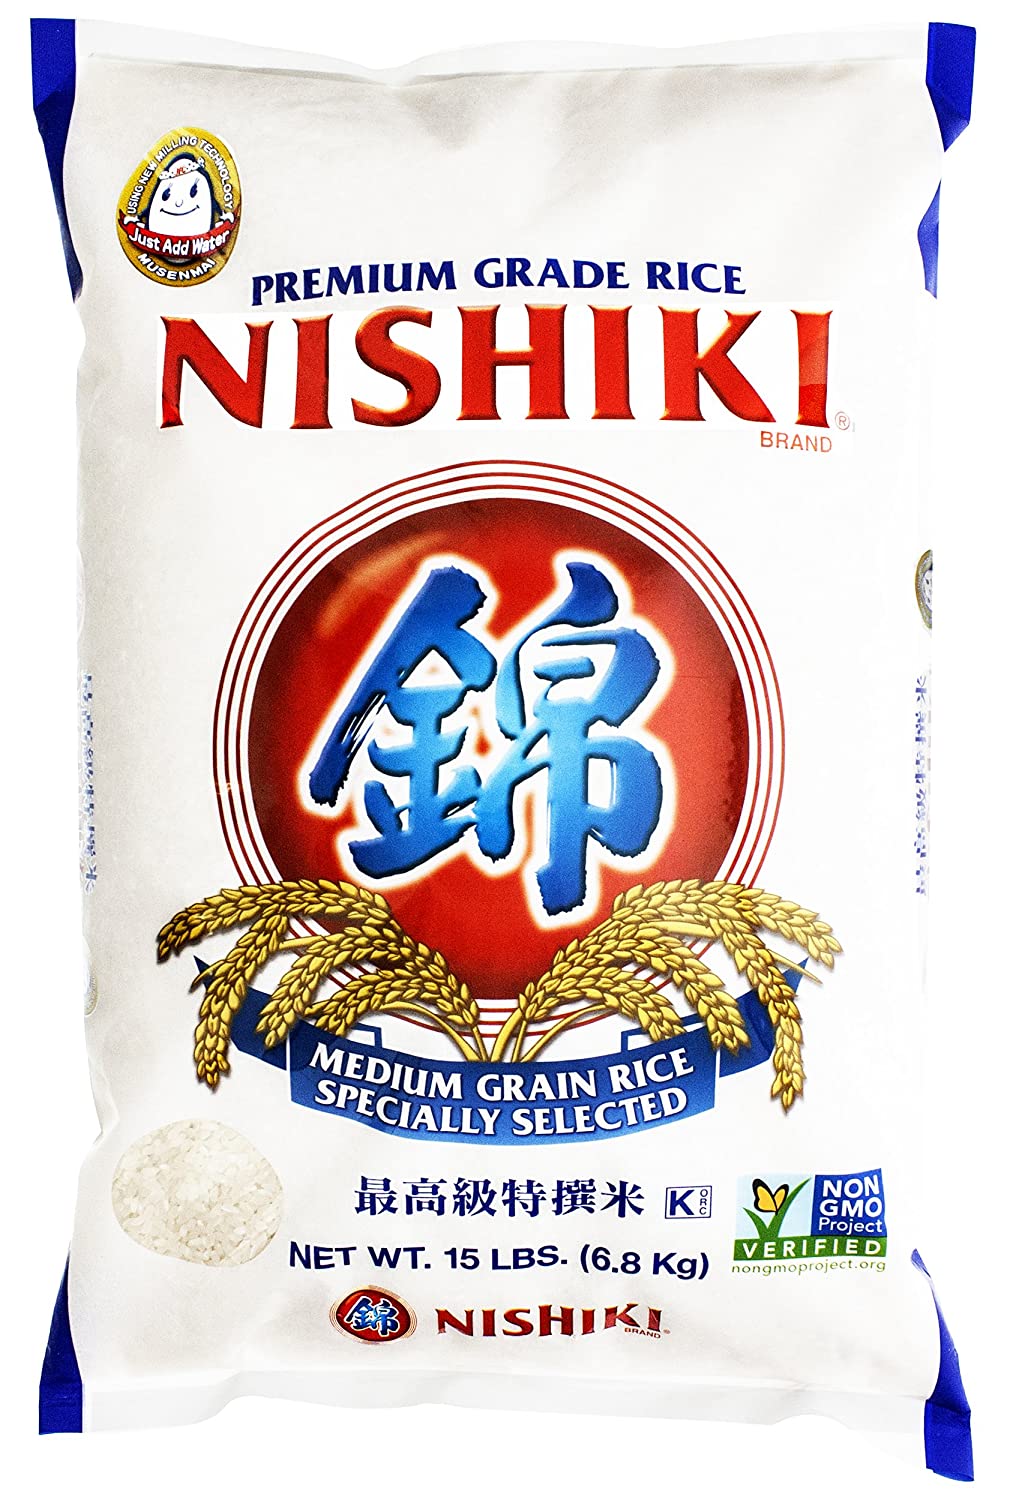 USING NEW MILLING TECHNOLOGY
Just Add Water
MUSENMAI
PREMIUM GRADE RICE
NISHIKI®
BRAND
錦
MEDIUM GRAIN RICE
SPECIALLY SELECTED
最高級特撰米 K ORC
NON
GMO
Project
VERIFIED
nongmoproject.org
NET WT. 15 LBS. (6.8 Kg)
錦 NISHIKI®
BRAND